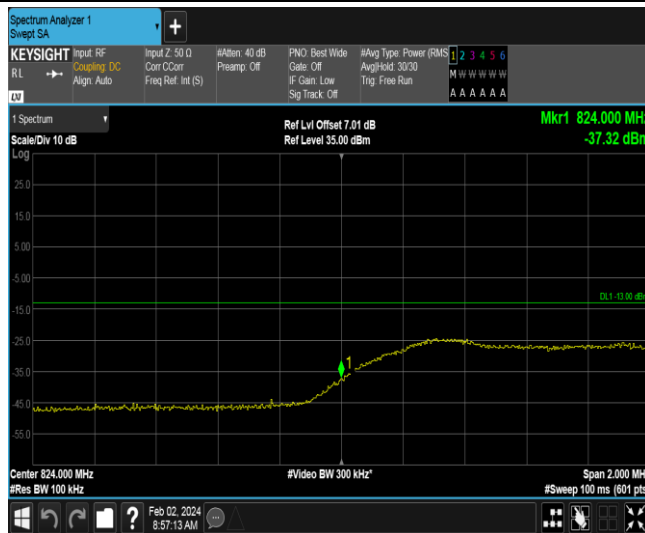 Spectrum Analyzer 1
Swept SA
+
KEYSIGHT Input: RF Input Z: 50 Ω #Atten: 40 dB PNO: Best Wide #Avg Type: Power (RMS 1 2 3 4 5 6
RL Coupling: DC Corr CCorr Preamp: Off Gate: Off Avg|Hold: 30/30 M W W W W W
Align: Auto Freq Ref: Int (S) IF Gain: Low Trig: Free Run
Sig Track: Off A A A A A A
LXI
1 Spectrum Ref Lvl Offset 7.01 dB Mkr1 824.000 MHz
Scale/Div 10 dB Ref Level 35.00 dBm -37.32 dBm
Log
25.0
15.0
5.00
-5.00
DL1 -13.00 dBm
-15.0
-25.0
1
-35.0
-45.0
-55.0
Center 824.000 MHz #Video BW 300 kHz* Span 2.000 MH
#Res BW 100 kHz #Sweep 100 ms (601 pts
? Feb 02, 2024
8:57:13 AM